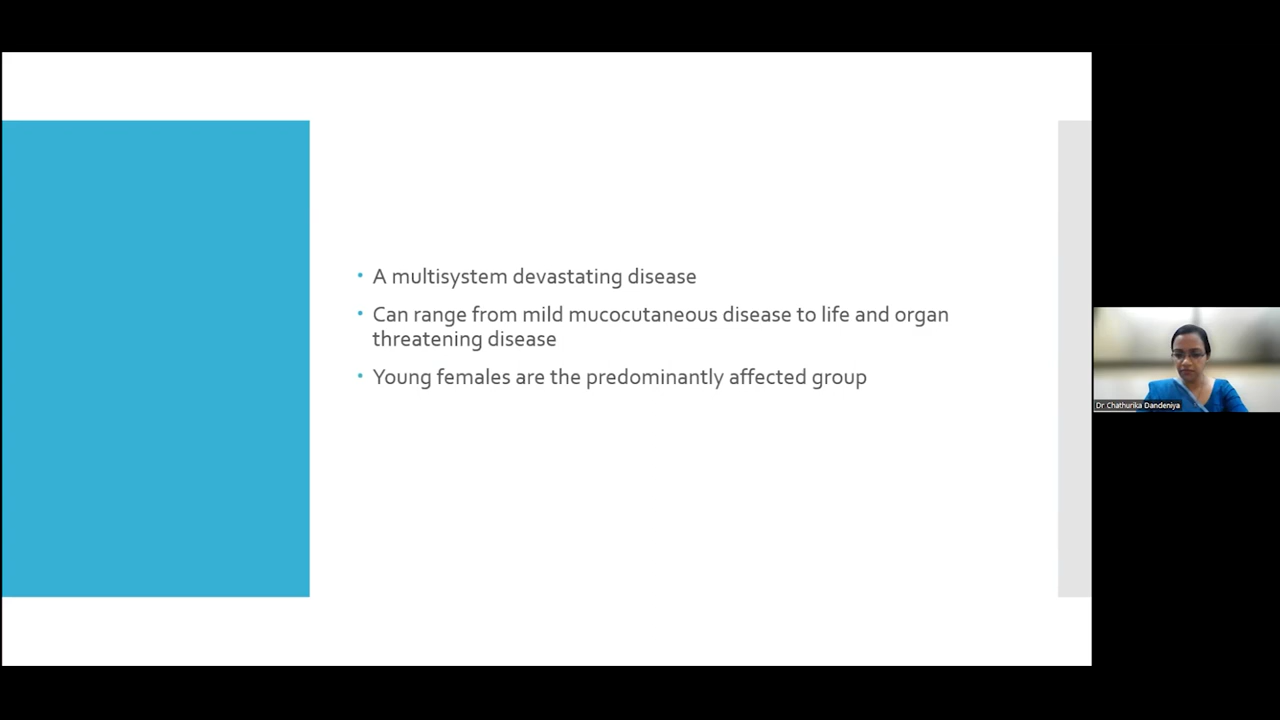 • A multisystem devastating disease
• Can range from mild mucocutaneous disease to life and organ
threatening disease
• Young females are the predominantly affected group
Dr Chathurika Dandeniya